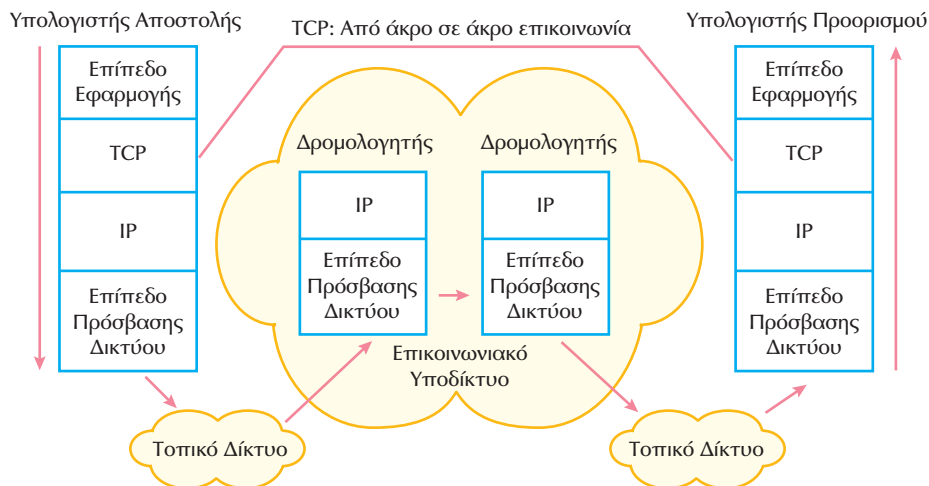 Υπολογιστής Αποστολής
TCP: Από άκρο σε άκρο επικοινωνία
Υπολογιστής Προορισμού
Επίπεδο
Εφαρμογής
TCP
IP
Επίπεδο
Πρόσβασης
Δικτύου
Δρομολογητής
IP
Επίπεδο
Πρόσβασης
Δικτύου
Δρομολογητής
IP
Επίπεδο
Πρόσβασης
Δικτύου
Επικοινωνιακό
Υποδίκτυο
Επίπεδο
Εφαρμογής
TCP
IP
Επίπεδο
Πρόσβασης
Δικτύου
Τοπικό Δίκτυο
Τοπικό Δίκτυο